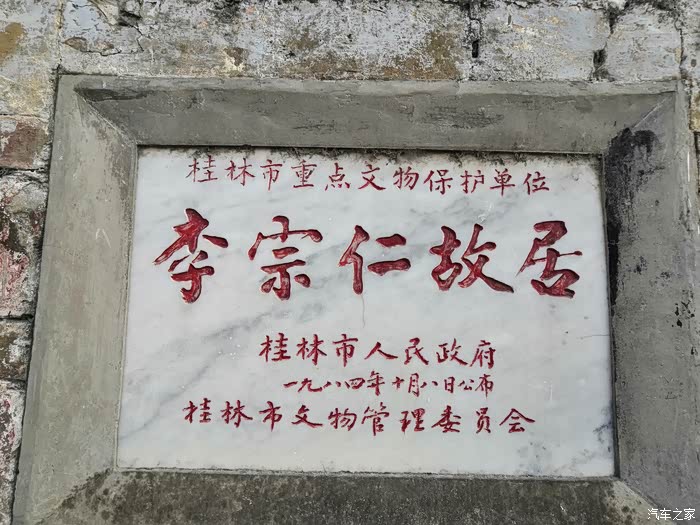 桂林市重点文物保护单位
李宗仁故居
桂林市人民政府
一九八四年十月八日公布
桂林市文物管理委员会
汽车之家